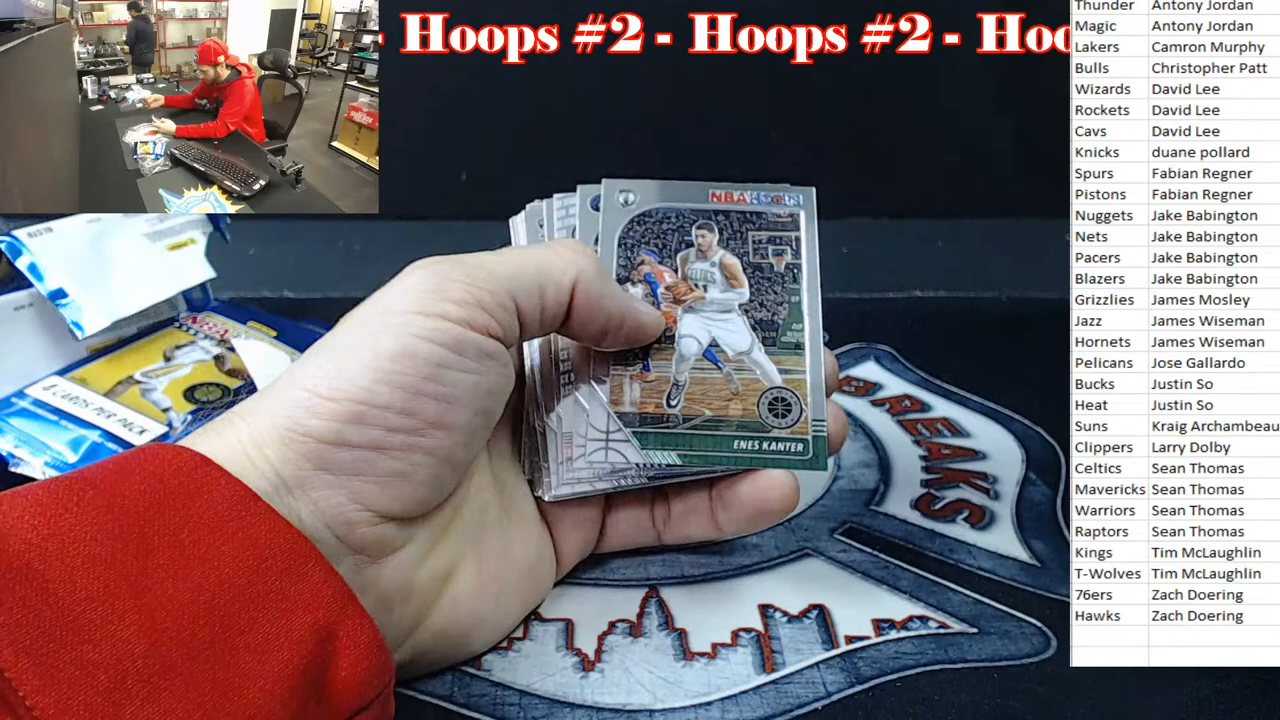 - Hoops #2 - Hoops #2 - Hoo
Thunder Antony Jordan
Magic Antony Jordan
Lakers Camron Murphy
Bulls Christopher Patt
Wizards David Lee
Rockets David Lee
Cavs David Lee
Knicks duane pollard
Spurs Fabian Regner
Pistons Fabian Regner
Nuggets Jake Babington
Nets Jake Babington
Pacers Jake Babington
Blazers Jake Babington
Grizzlies James Mosley
Jazz James Wiseman
Hornets James Wiseman
Pelicans Jose Gallardo
Bucks Justin So
Heat Justin So
Suns Kraig Archambeau
Clippers Larry Dolby
Celtics Sean Thomas
Mavericks Sean Thomas
Warriors Sean Thomas
Raptors Sean Thomas
Kings Tim McLaughlin
T-Wolves Tim McLaughlin
76ers Zach Doering
Hawks Zach Doering
NBA HOOPS
ENES KANTER
NBA
4 CARDS PER PACK
BREAKS